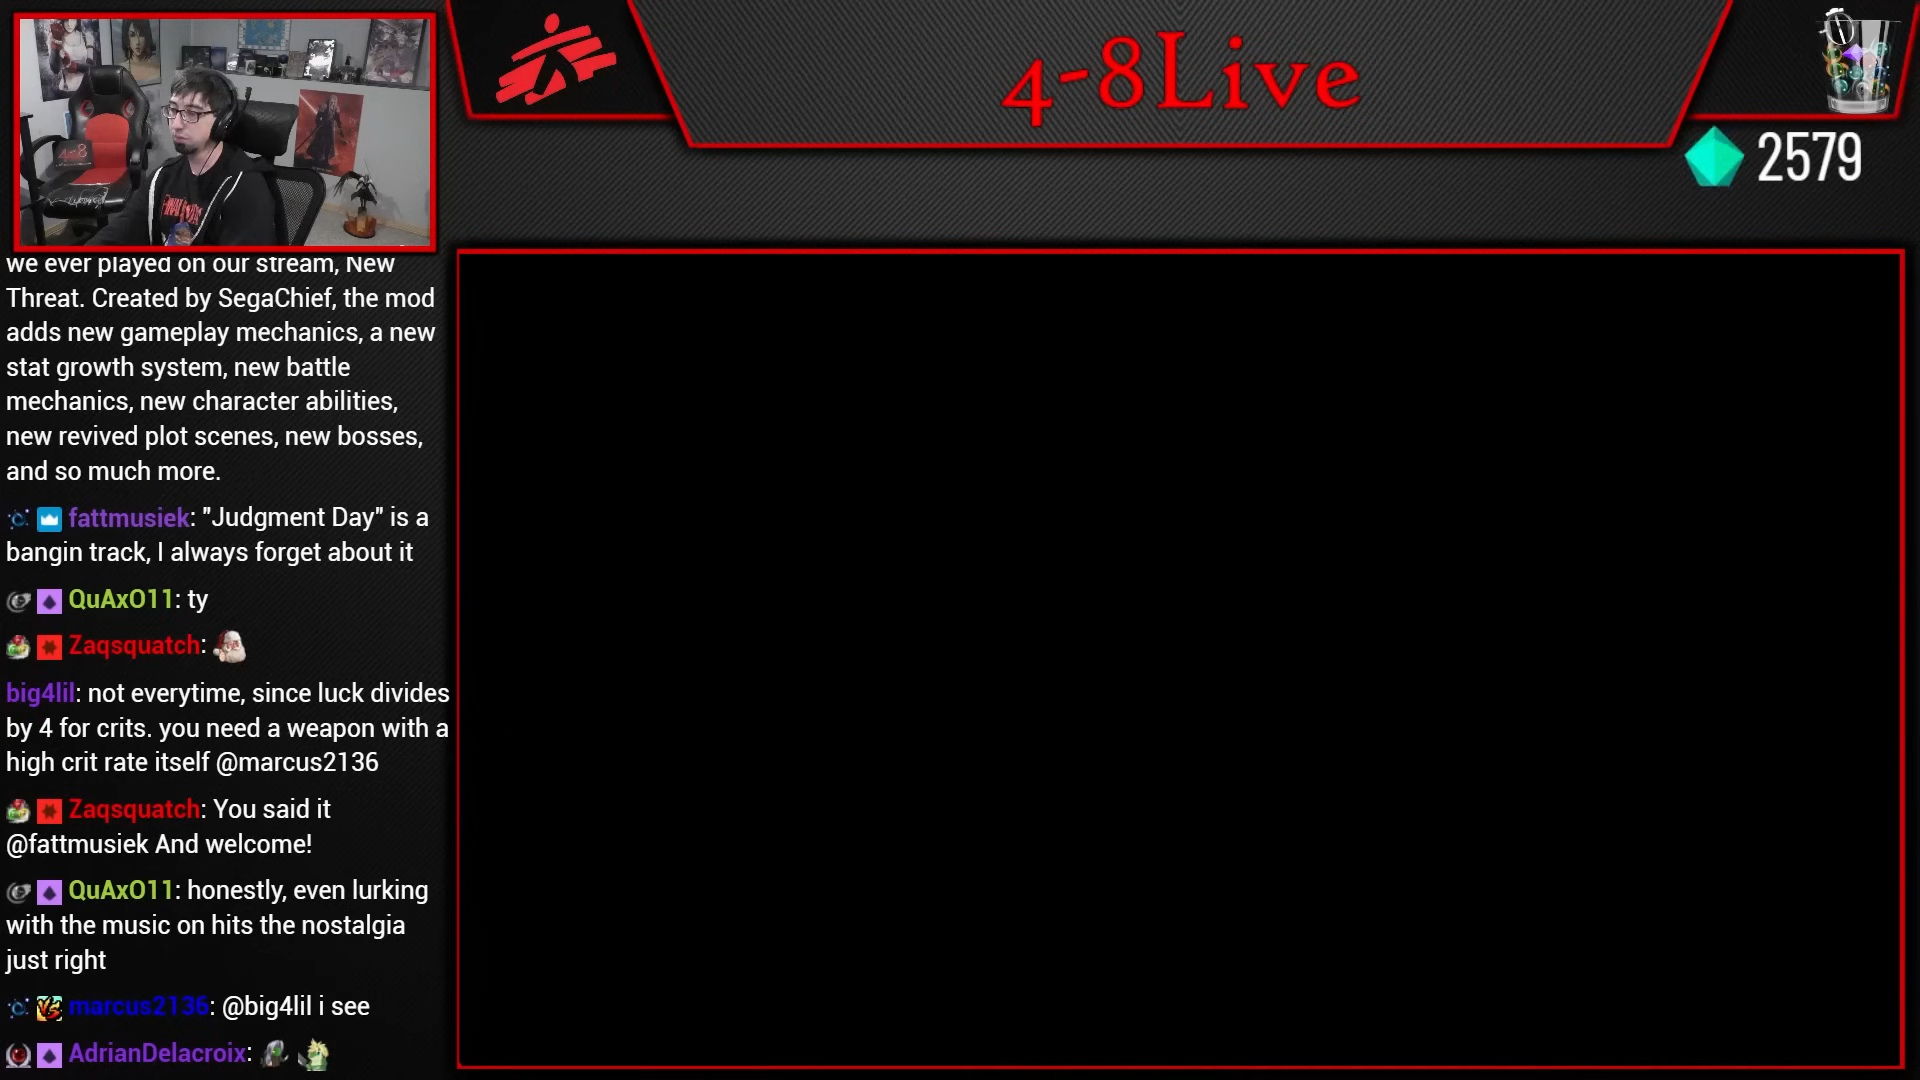 4-8Live
2579
we ever played on our stream, New
Threat. Created by SegaChief, the mod
adds new gameplay mechanics, a new
stat growth system, new battle
mechanics, new character abilities,
new revived plot scenes, new bosses,
and so much more.
fattmusiek: "Judgment Day" is a
bangin track, I always forget about it
QuAxO11: ty
Zaqsquatch:
big4lil: not everytime, since luck divides
by 4 for crits. you need a weapon with a
high crit rate itself @marcus2136
Zaqsquatch: You said it
@fattmusiek And welcome!
QuAxO11: honestly, even lurking
with the music on hits the nostalgia
just right
marcus2136: @big4lil i see
AdrianDelacroix: